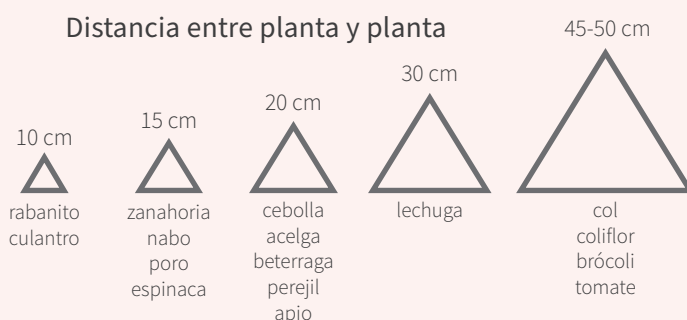 Distancia entre planta y planta
10 cm
rabanito
culantro
15 cm
zanahoria
nabo
poro
espinaca
20 cm
cebolla
acelga
beterraga
perejil
apio
30 cm
lechuga
45-50 cm
col
coliflor
brócoli
tomate